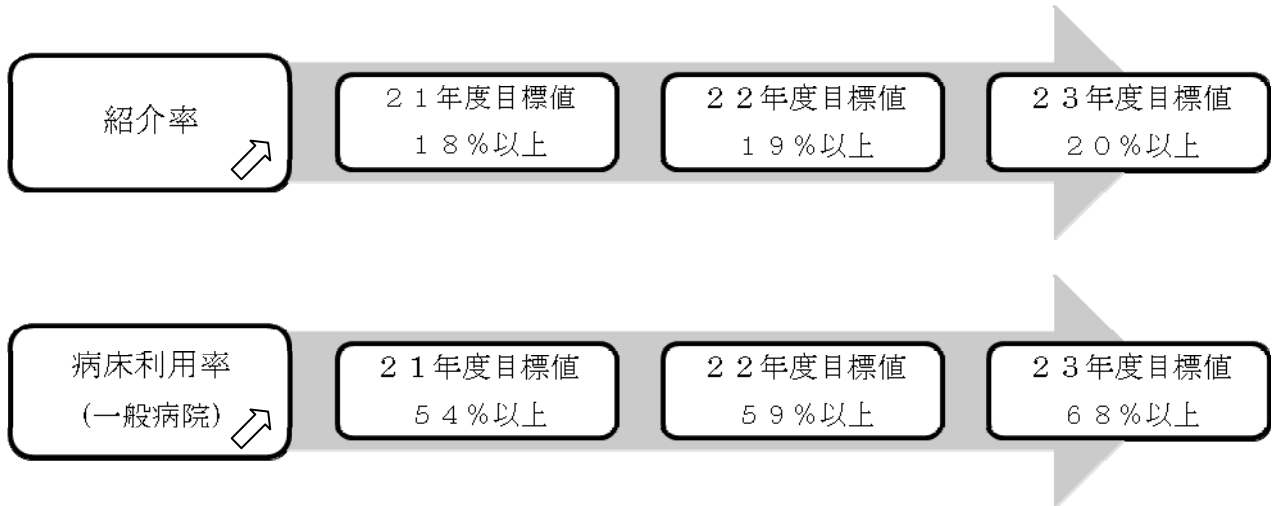 紹介率
２１年度目標値
１８％以上
２２年度目標値
１９％以上
２３年度目標値
２０％以上
病床利用率
(一般病院)
２１年度目標値
５４％以上
２２年度目標値
５９％以上
２３年度目標値
６８％以上